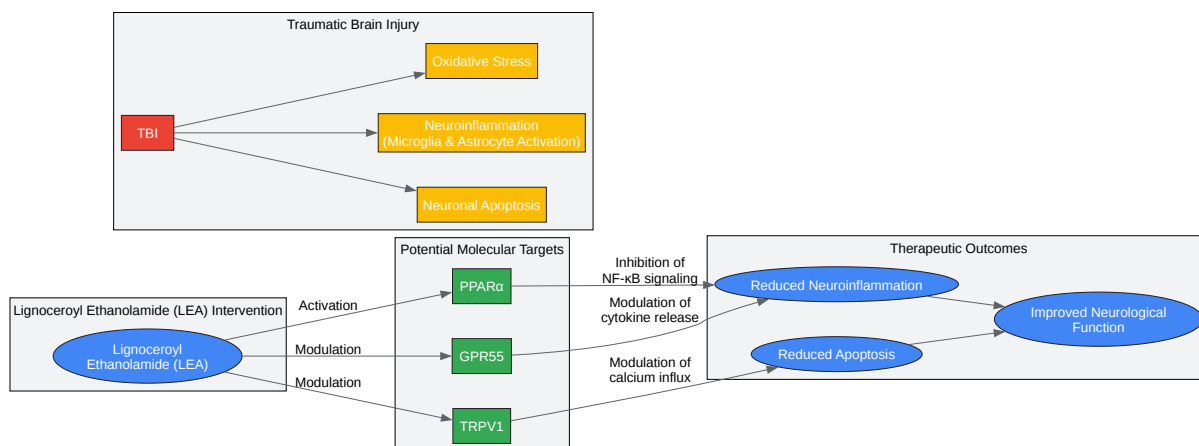 Traumatic Brain Injury
Oxidative Stress
TBI
Neuroinflammation
(Microglia & Astrocyte Activation)
Neuronal Apoptosis
Lignoceroyl Ethanolamide (LEA) Intervention
Lignoceroyl
Ethanolamide (LEA)
Activation
Modulation
Modulation
Potential Molecular Targets
PPARα
GPR55
TRPV1
Inhibition of
NF-κB signaling
Modulation of
cytokine release
Modulation of
calcium influx
Therapeutic Outcomes
Reduced Neuroinflammation
Reduced Apoptosis
Improved Neurological
Function